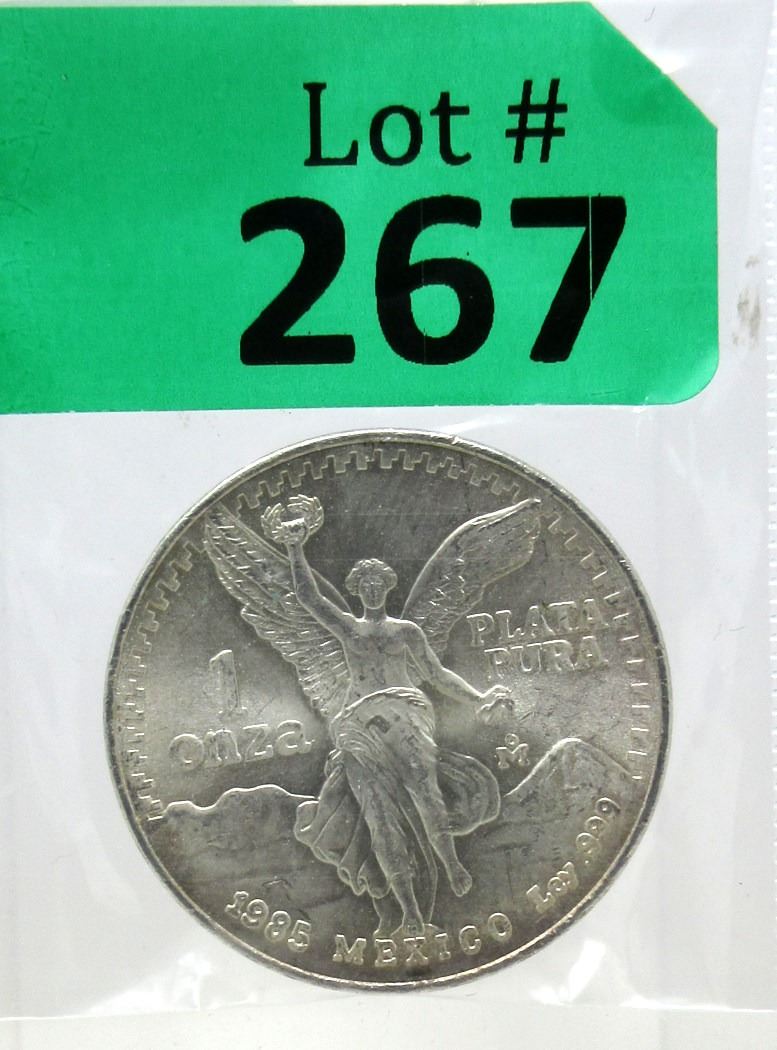 Lot #
267
PLATA
PURA
1
onza
M°
1985 MEXICO Ley .999